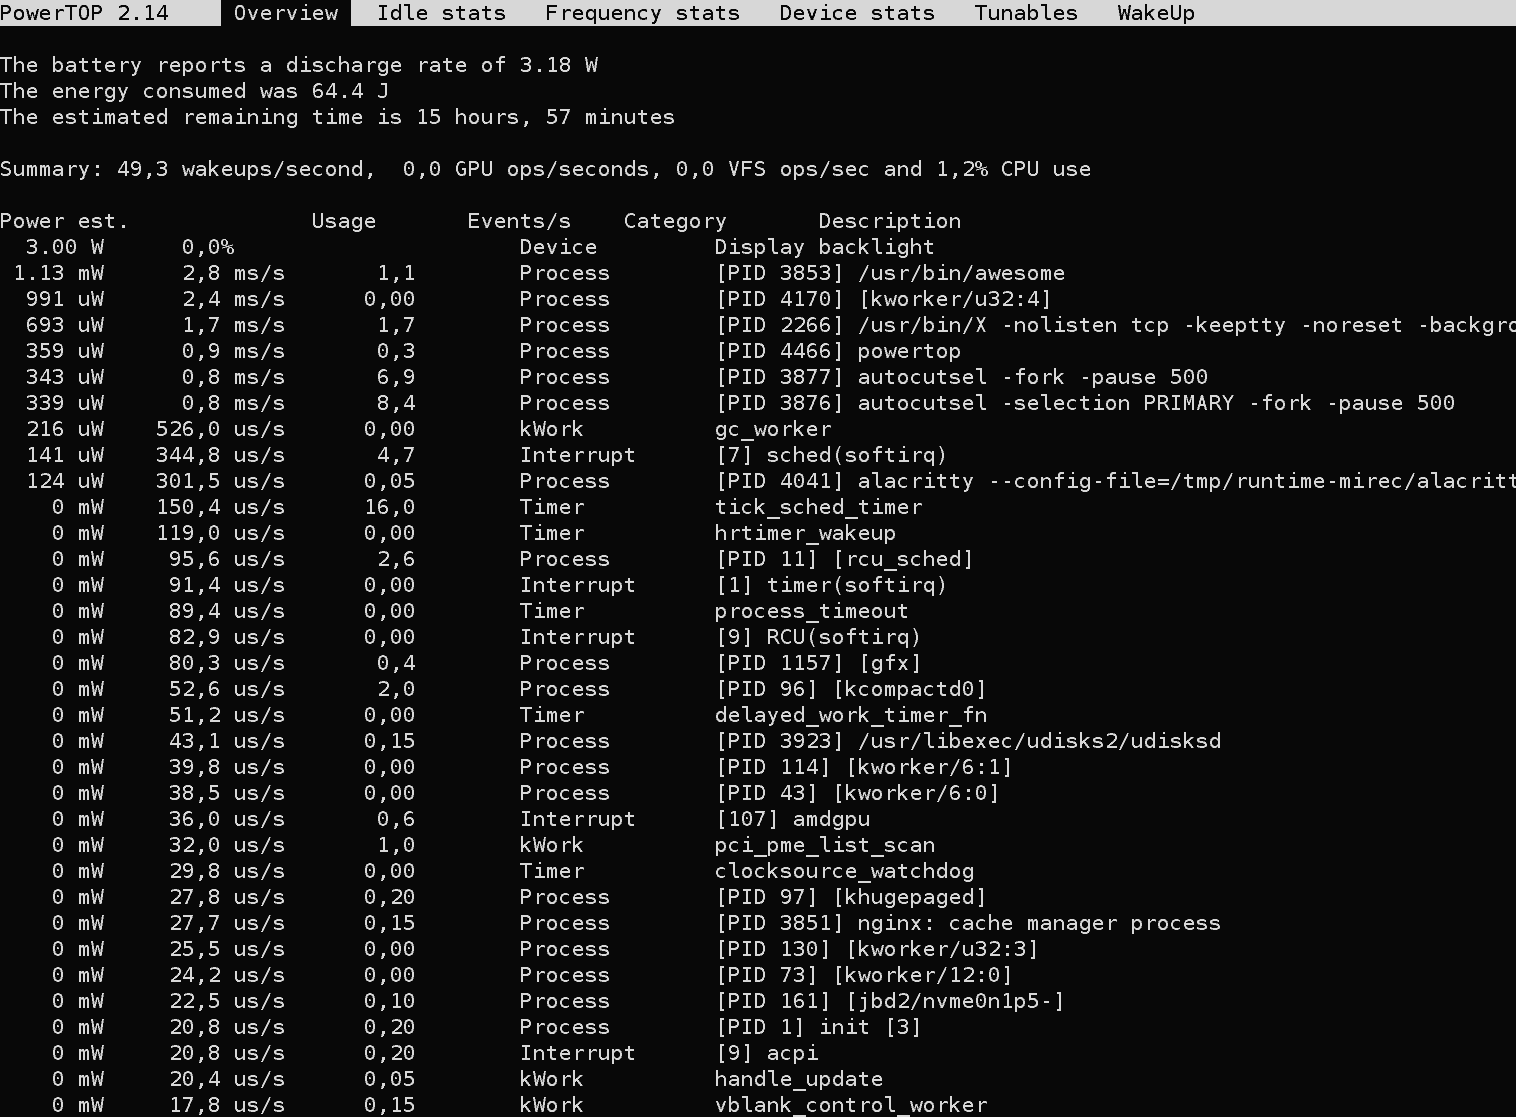 PowerTOP 2.14    Overview   Idle stats   Frequency stats   Device stats   Tunables   WakeUp
The battery reports a discharge rate of 3.18 W
The energy consumed was 64.4 J
The estimated remaining time is 15 hours, 57 minutes
Summary: 49,3 wakeups/second,  0,0 GPU ops/seconds, 0,0 VFS ops/sec and 1,2% CPU use
Power est.              Usage       Events/s    Category       Description
3.00 W      0,0%                      Device         Display backlight
1.13 mW     2,8 ms/s       1,1        Process        [PID 3853] /usr/bin/awesome
991 uW      2,4 ms/s      0,00        Process        [PID 4170] [kworker/u32:4]
693 uW      1,7 ms/s       1,7        Process        [PID 2266] /usr/bin/X -nolisten tcp -keeptty -noreset -backgro
359 uW      0,9 ms/s       0,3        Process        [PID 4466] powertop
343 uW      0,8 ms/s       6,9        Process        [PID 3877] autocutsel -fork -pause 500
339 uW      0,8 ms/s       8,4        Process        [PID 3876] autocutsel -selection PRIMARY -fork -pause 500
216 uW    526,0 us/s      0,00        kWork          gc_worker
141 uW    344,8 us/s       4,7        Interrupt      [7] sched(softirq)
124 uW    301,5 us/s      0,05        Process        [PID 4041] alacritty --config-file=/tmp/runtime-mirec/alacritt
0 mW    150,4 us/s      16,0        Timer          tick_sched_timer
0 mW    119,0 us/s      0,00        Timer          hrtimer_wakeup
0 mW     95,6 us/s       2,6        Process        [PID 11] [rcu_sched]
0 mW     91,4 us/s      0,00        Interrupt      [1] timer(softirq)
0 mW     89,4 us/s      0,00        Timer          process_timeout
0 mW     82,9 us/s      0,00        Interrupt      [9] RCU(softirq)
0 mW     80,3 us/s       0,4        Process        [PID 1157] [gfx]
0 mW     52,6 us/s       2,0        Process        [PID 96] [kcompactd0]
0 mW     51,2 us/s      0,00        Timer          delayed_work_timer_fn
0 mW     43,1 us/s      0,15        Process        [PID 3923] /usr/libexec/udisks2/udisksd
0 mW     39,8 us/s      0,00        Process        [PID 114] [kworker/6:1]
0 mW     38,5 us/s      0,00        Process        [PID 43] [kworker/6:0]
0 mW     36,0 us/s       0,6        Interrupt      [107] amdgpu
0 mW     32,0 us/s       1,0        kWork          pci_pme_list_scan
0 mW     29,8 us/s      0,00        Timer          clocksource_watchdog
0 mW     27,8 us/s      0,20        Process        [PID 97] [khugepaged]
0 mW     27,7 us/s      0,15        Process        [PID 3851] nginx: cache manager process
0 mW     25,5 us/s      0,00        Process        [PID 130] [kworker/u32:3]
0 mW     24,2 us/s      0,00        Process        [PID 73] [kworker/12:0]
0 mW     22,5 us/s      0,10        Process        [PID 161] [jbd2/nvme0n1p5-]
0 mW     20,8 us/s      0,20        Process        [PID 1] init [3]
0 mW     20,8 us/s      0,20        Interrupt      [9] acpi
0 mW     20,4 us/s      0,05        kWork          handle_update
0 mW     17,8 us/s      0,15        kWork          vblank_control_worker